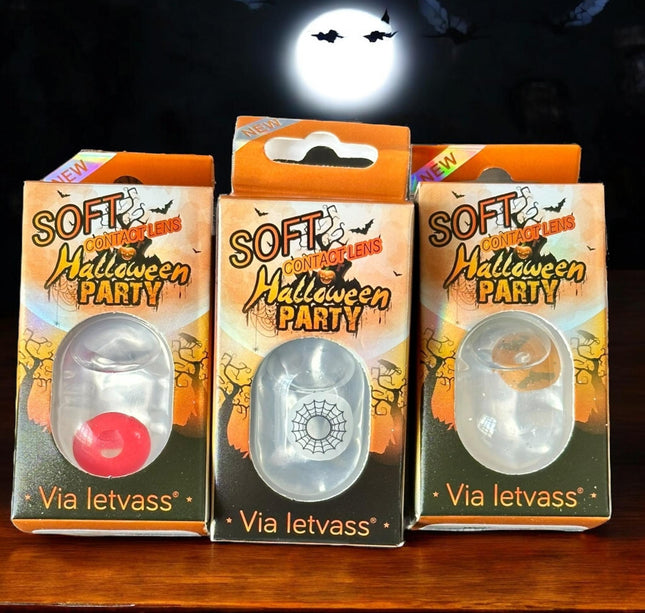 NEW
SOFT
CONTACT LENS
Halloween
PARTY
Via letvass®
NEW
SOFT
CONTACT LENS
Halloween
PARTY
Via letvass®
NEW
SOFT
CONTACT LENS
Halloween
PARTY
Via letvass®